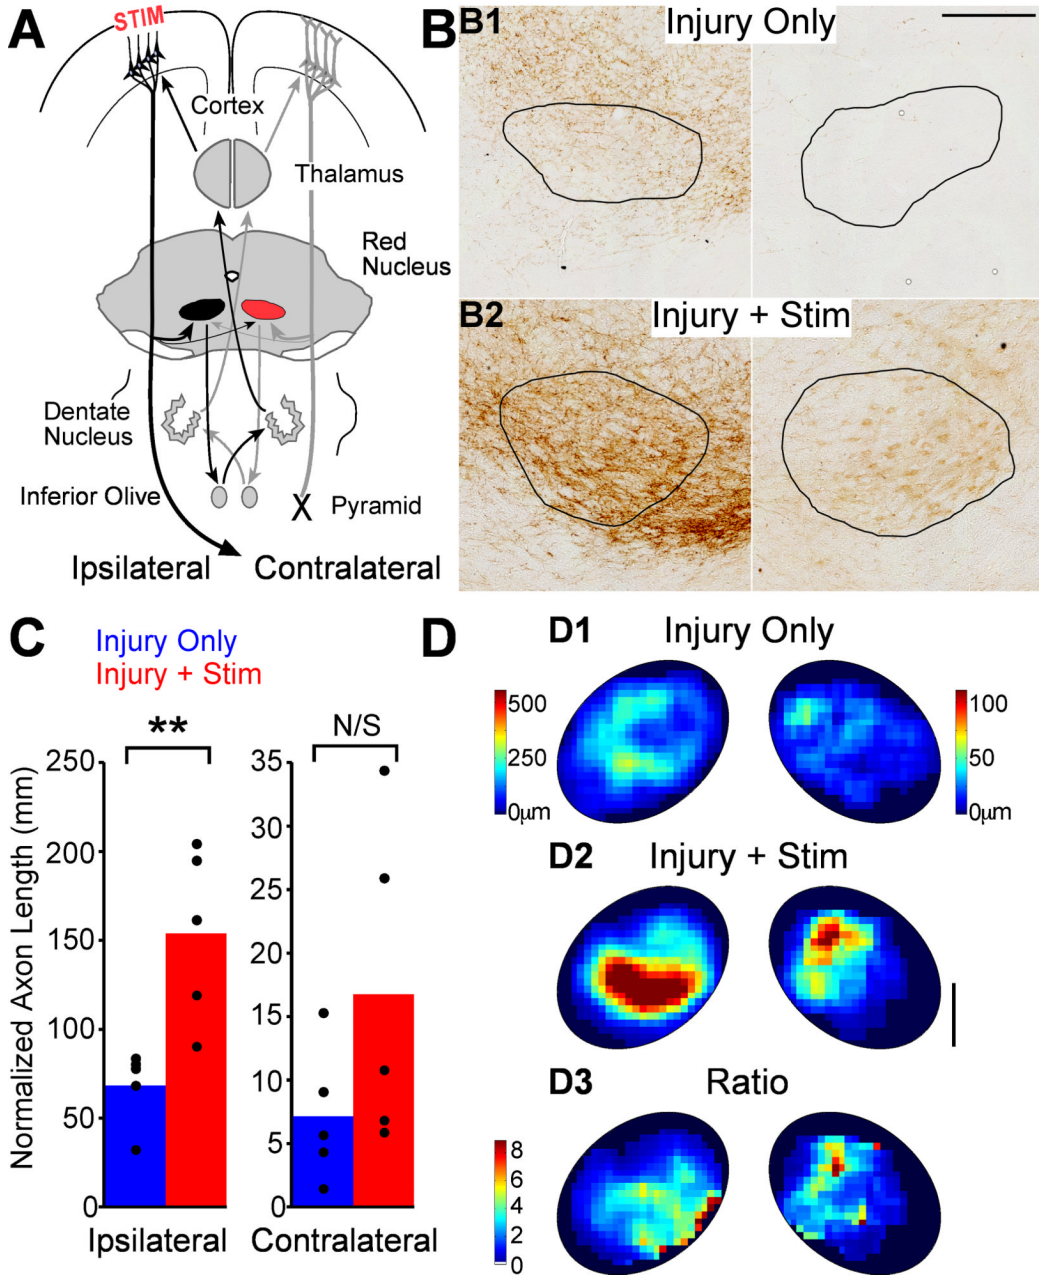 A
STIM
Cortex
Thalamus
Red
Nucleus
Dentate
Nucleus
Inferior Olive
X
Pyramid
Ipsilateral
Contralateral
B
B1
Injury Only
B2
Injury + Stim
C
Injury Only
Injury + Stim
**
N/S
Normalized Axon Length (mm)
250
200
150
100
50
0
35
30
25
20
15
10
5
0
Ipsilateral
Contralateral
D
D1
Injury Only
500
250
0μm
100
50
0μm
D2
Injury + Stim
D3
Ratio
8
6
4
2
0